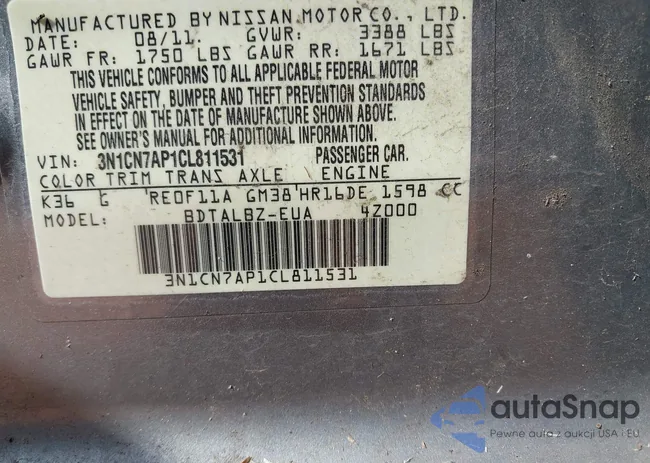 MANUFACTURED BY NISSAN MOTOR CO., LTD.
DATE: 08/11 GVWR: 3388 LBS
GAWR FR: 1750 LBS GAWR RR: 1671 LBS
THIS VEHICLE CONFORMS TO ALL APPLICABLE FEDERAL MOTOR
VEHICLE SAFETY, BUMPER AND THEFT PREVENTION STANDARDS
IN EFFECT ON THE DATE OF MANUFACTURE SHOWN ABOVE.
SEE OWNER'S MANUAL FOR ADDITIONAL INFORMATION.
VIN: 3N1CN7AP1CL811531 PASSENGER CAR.
COLOR TRIM TRANS AXLE ENGINE
K36 G RE0F11A GM38 HR16DE 1598 CC
MODEL: BDTALBZ-EUA 4Z000
3N1CN7AP1CL811531
autaSnap
Pewne auta z aukcji USA i EU